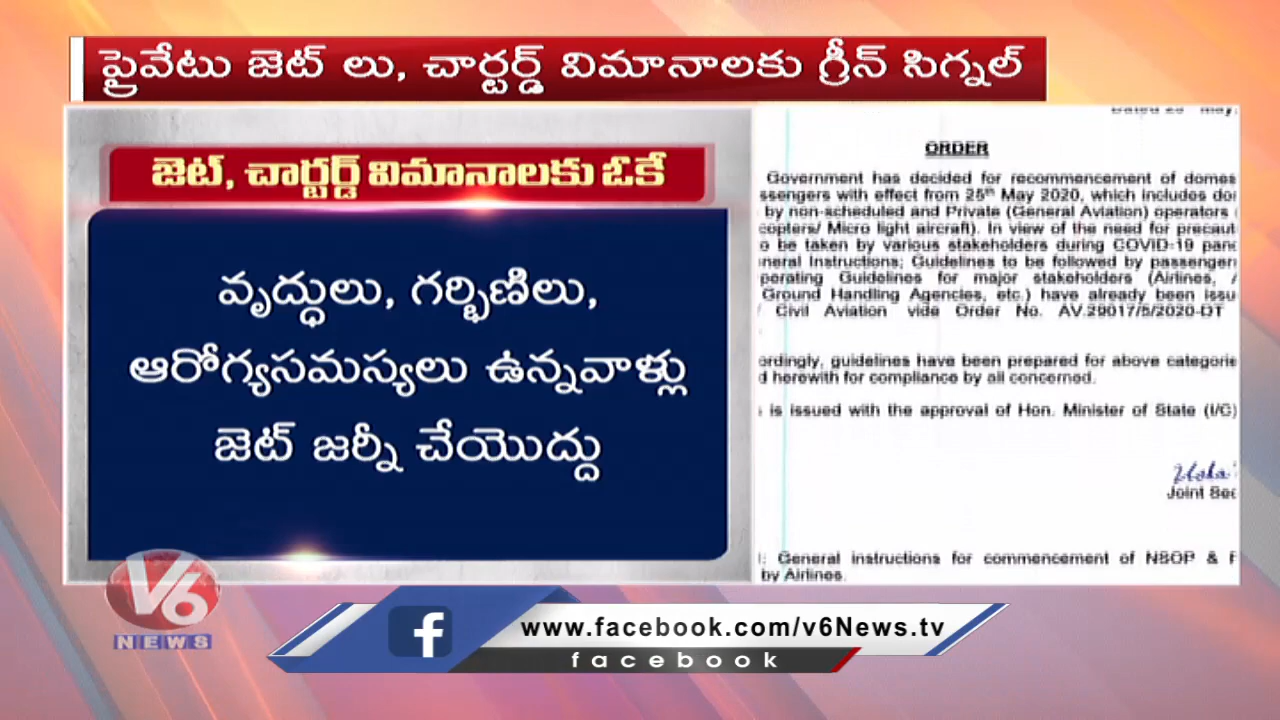 ప్రైవేటు జెట్ లు, చార్టర్డ్ విమానాలకు గ్రీన్ సిగ్నల్
జెట్, చార్టర్డ్ విమానాలకు ఓకే
వృద్ధులు, గర్భిణిలు,
ఆరోగ్యసమస్యలు ఉన్నవాళ్లు
జెట్ జర్నీ చేయొద్దు
ORDER
Government has decided for recommencement of domes
ssengers with effect from 25th May 2020, which includes
by non-scheduled and Private (General Aviation) operators
copters/ Micro light aircraft). In view of the need for precaut
o be taken by various stakeholders during COVID-19 pan
neral Instructions; Guidelines to be followed by passenger
perating Guidelines for major stakeholders (Airlines,
Ground Handling Agencies, etc.) have already been issu
Civil Aviation vide Order No. AV.29017/5/2020-DT
ordingly, guidelines have been prepared for above categorie
d herewith for compliance by all concerned.
is issued with the approval of Hon. Minister of State (I/C)
Joint Sec
General instructions for commencement of NSOP &
by Airlines.
V6
NEWS
f
www.facebook.com/v6News.tv
facebook